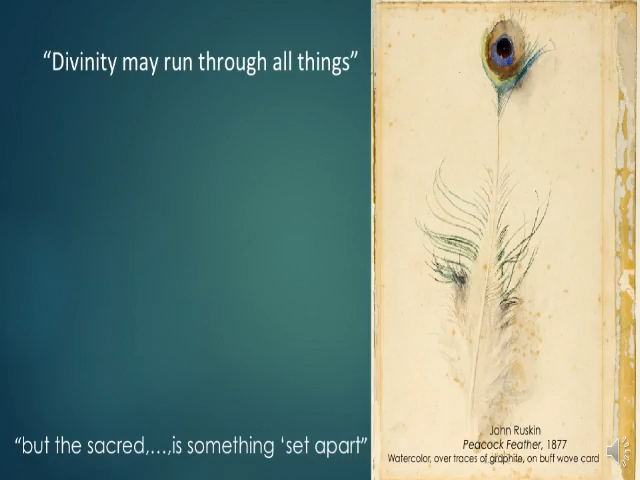 “Divinity may run through all things”
“but the sacred,...,is something ‘set apart”
John Ruskin
Peacock Feather, 1877
Watercolor, over traces of graphite, on buff wove card